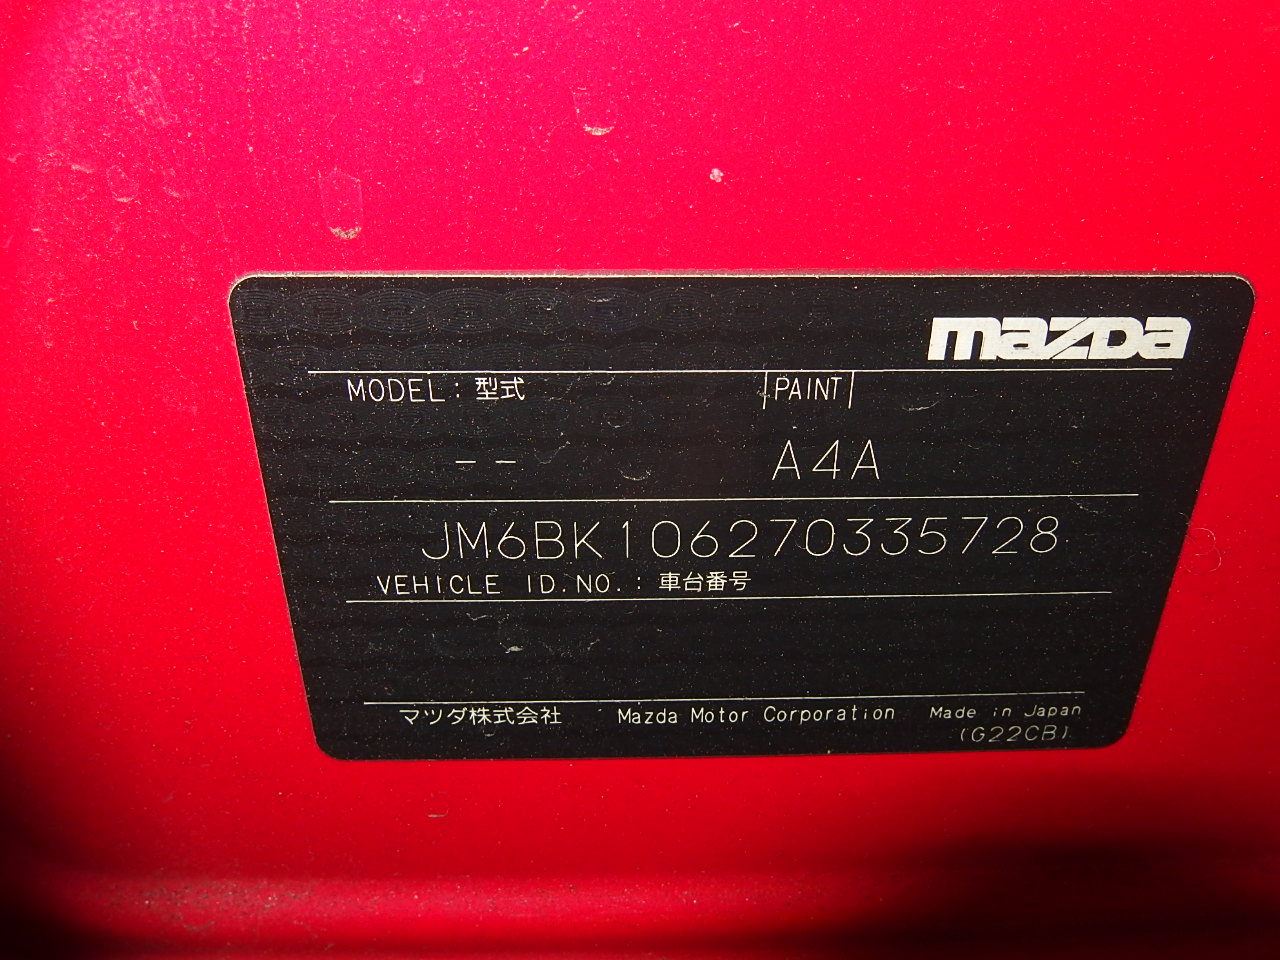 mazda
MODEL: 型式 |PAINT|
-- A4A
JM6BK106270335728
VEHICLE ID.NO.: 車台番号
マツダ株式会社 Mazda Motor Corporation Made in Japan
(G22CB)